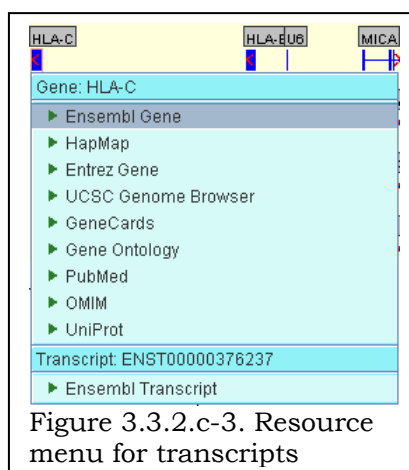 HLA-C HLA-E U6 MICA
Gene: HLA-C
Ensembl Gene
HapMap
Entrez Gene
UCSC Genome Browser
GeneCards
Gene Ontology
PubMed
OMIM
UniProt
Transcript: ENST00000376237
Ensembl Transcript
Figure 3.3.2.c-3. Resource
menu for transcripts